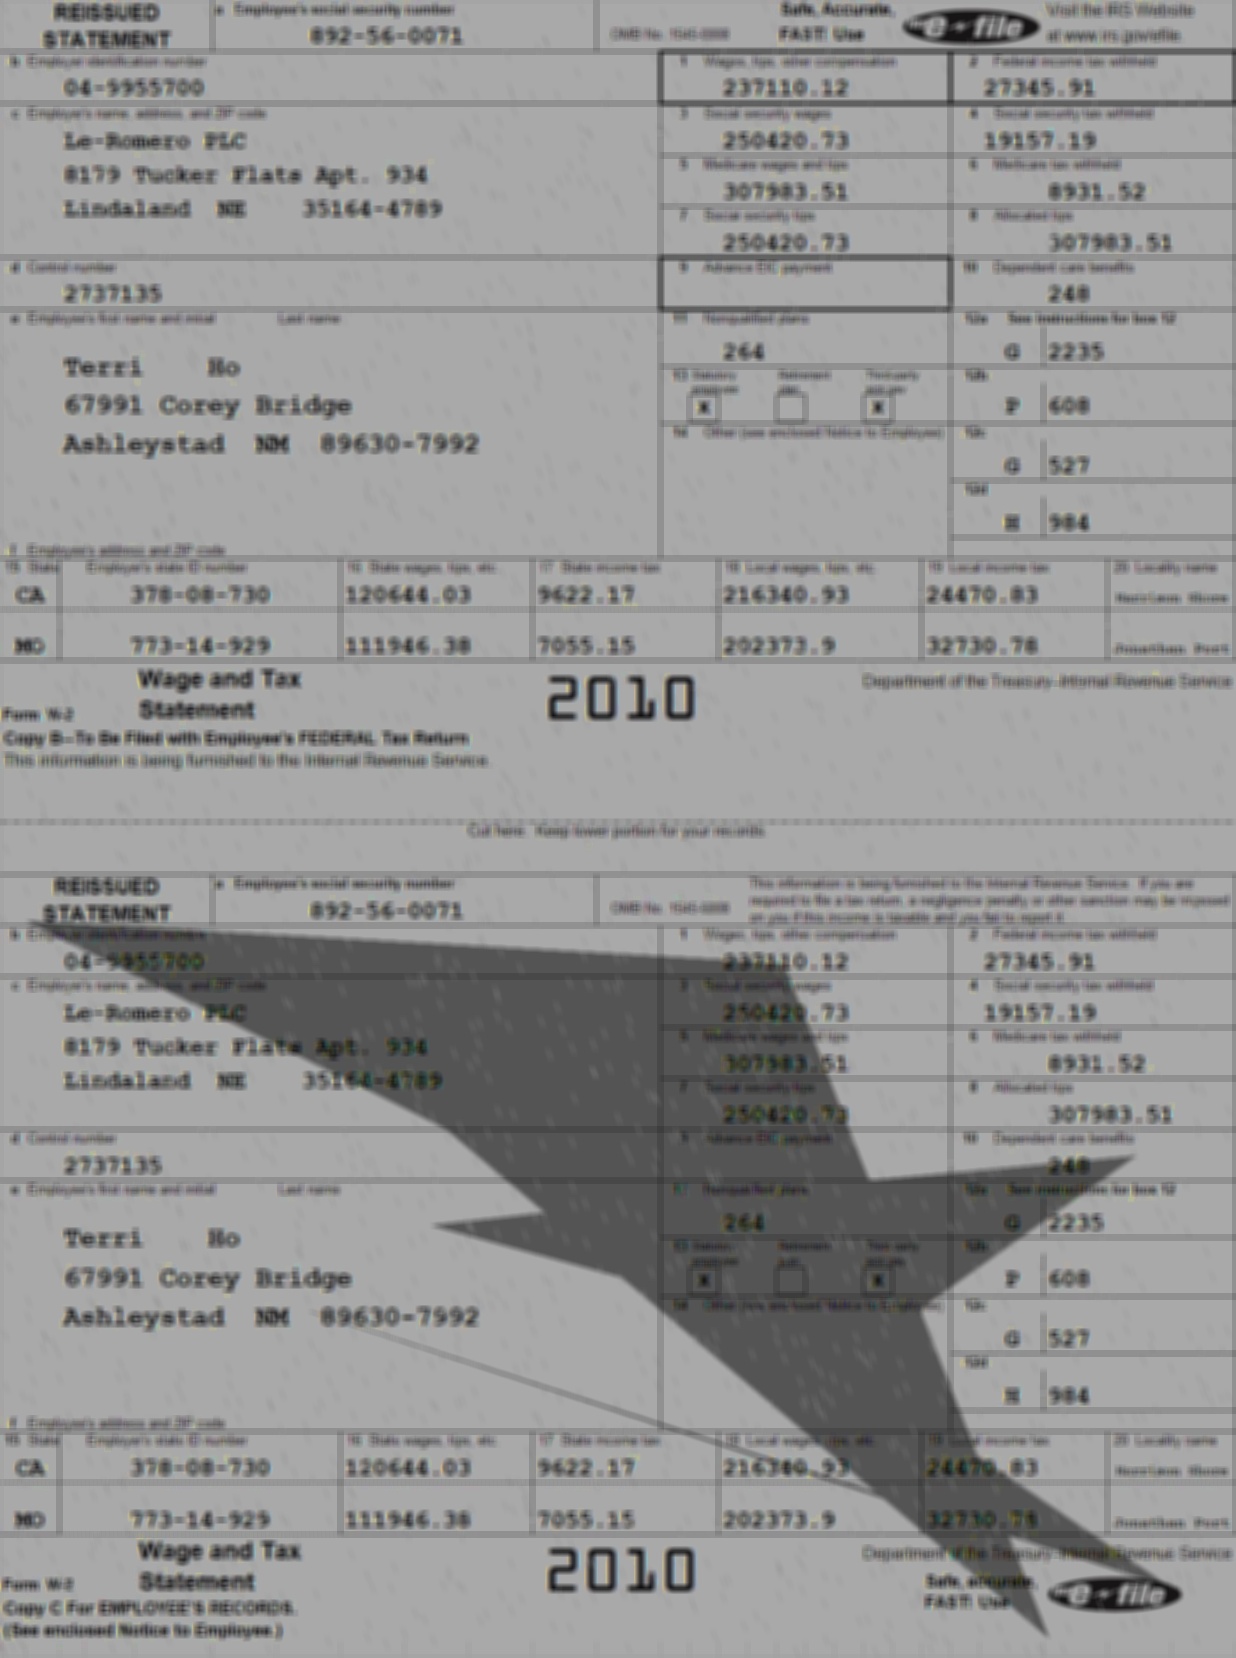 REISSUED STATEMENT
a Employee's social security number
892-56-0071
OMB No. 1545-0008
Safe, Accurate, FAST! Use
e-file
Visit the IRS Website at www.irs.gov/efile.
b Employer identification number
04-9955700
1 Wages, tips, other compensation
237110.12
2 Federal income tax withheld
27345.91
c Employer's name, address, and ZIP code
Le-Romero PLC
8179 Tucker Flats Apt. 934
Lindaland NE 35164-4789
3 Social security wages
250420.73
4 Social security tax withheld
19157.19
5 Medicare wages and tips
307983.51
6 Medicare tax withheld
8931.52
7 Social security tips
250420.73
8 Allocated tips
307983.51
d Control number
2737135
9 Advance EIC payment
10 Dependent care benefits
248
e Employee's first name and initial Last name
Terri Ho
67991 Corey Bridge
Ashleystad NM 89630-7992
11 Nonqualified plans
264
12a See instructions for box 12
G 2235
13 Statutory employee Retirement plan Third-party sick pay
X X
12b
P 608
14 Other (see enclosed Notice to Employee)
12c
G 527
12d
H 984
f Employee's address and ZIP code
15 State Employer's state ID number 16 State wages, tips, etc. 17 State income tax 18 Local wages, tips, etc. 19 Local income tax 20 Locality name
CA 378-08-730 120644.03 9622.17 216340.93 24470.83
MO 773-14-929 111946.38 7055.15 202373.9 32730.78 Jonathan Port
Form W-2
Wage and Tax Statement
2010
Department of the Treasury-Internal Revenue Service
Copy B-To Be Filed with Employee's FEDERAL Tax Return
This information is being furnished to the Internal Revenue Service.
Cut here. Keep lower portion for your records.
REISSUED STATEMENT
a Employee's social security number
892-56-0071
OMB No. 1545-0008
This information is being furnished to the Internal Revenue Service. If you are
required to file a tax return, a negligence penalty or other sanction may be imposed
on you if this income is taxable and you fail to report it.
b Employer identification number
04-9955700
1 Wages, tips, other compensation
237110.12
2 Federal income tax withheld
27345.91
c Employer's name, address, and ZIP code
Le-Romero PLC
8179 Tucker Flats Apt. 934
Lindaland NE 35164-4789
3 Social security wages
250420.73
4 Social security tax withheld
19157.19
5 Medicare wages and tips
307983.51
6 Medicare tax withheld
8931.52
7 Social security tips
250420.73
8 Allocated tips
307983.51
d Control number
2737135
9 Advance EIC payment
10 Dependent care benefits
248
e Employee's first name and initial Last name
Terri Ho
67991 Corey Bridge
Ashleystad NM 89630-7992
11 Nonqualified plans
264
12a See instructions for box 12
G 2235
13 Statutory employee Retirement plan Third-party sick pay
X X
12b
P 608
14 Other (see enclosed Notice to Employee)
12c
G 527
12d
H 984
f Employee's address and ZIP code
15 State Employer's state ID number 16 State wages, tips, etc. 17 State income tax 18 Local wages, tips, etc. 19 Local income tax 20 Locality name
CA 378-08-730 120644.03 9622.17 216340.93 24470.83
MO 773-14-929 111946.38 7055.15 202373.9 32730.78 Jonathan Port
Form W-2
Wage and Tax Statement
2010
Department of the Treasury-Internal Revenue Service
Copy C For EMPLOYEE'S RECORDS.
(See enclosed Notice to Employee.)
Safe, accurate, FAST! Use
e-file